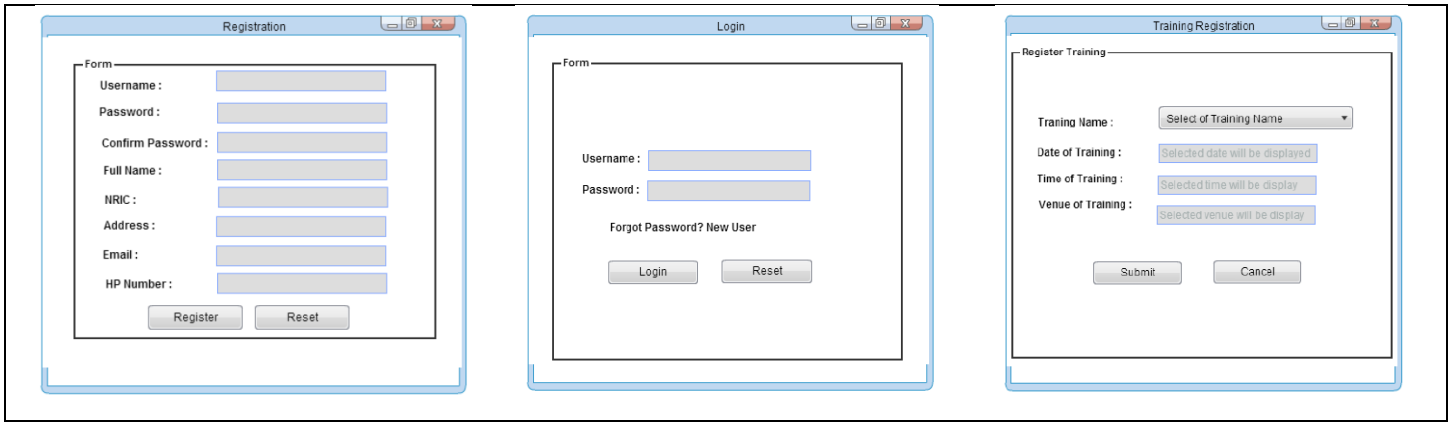 Registration
Form
Username :
Password :
Confirm Password :
Full Name :
NRIC :
Address :
Email :
HP Number :
Register Reset
Login
Form
Username :
Password :
Forgot Password? New User
Login Reset
Training Registration
Register Training
Traning Name : Select of Training Name
Date of Training : Selected date will be displayed
Time of Training : Selected time will be display
Venue of Training : Selected venue will be display
Submit Cancel